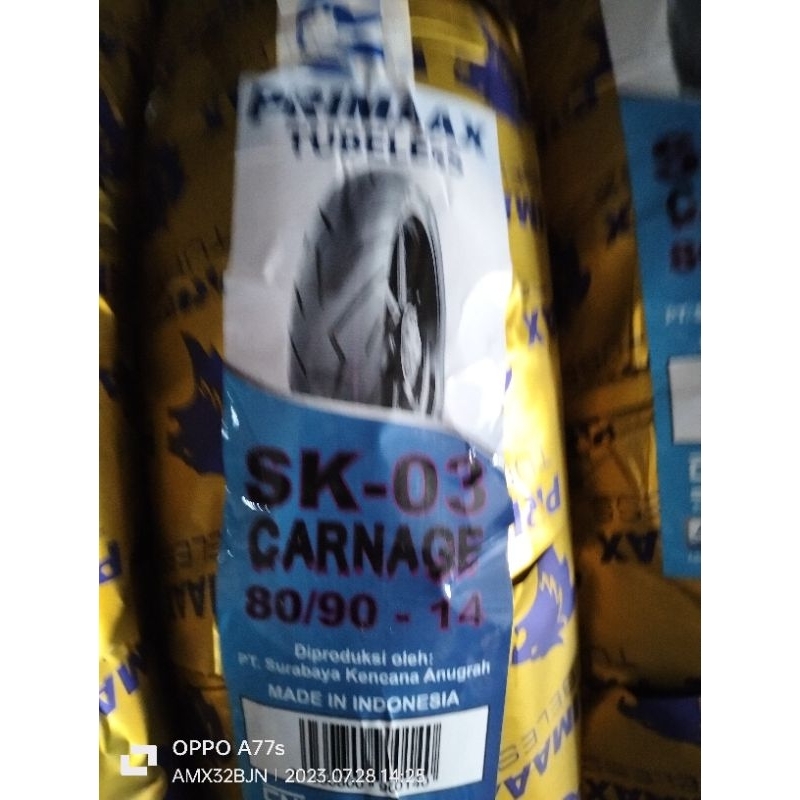 PRIMAAX
TUBELESS
SK-03
CARNAGE
80/90 - 14
Diproduksi oleh:
PT. Surabaya Kencana Anugrah
MADE IN INDONESIA
OPPO A77s
AMX32BJN | 2023.07.28 14:25